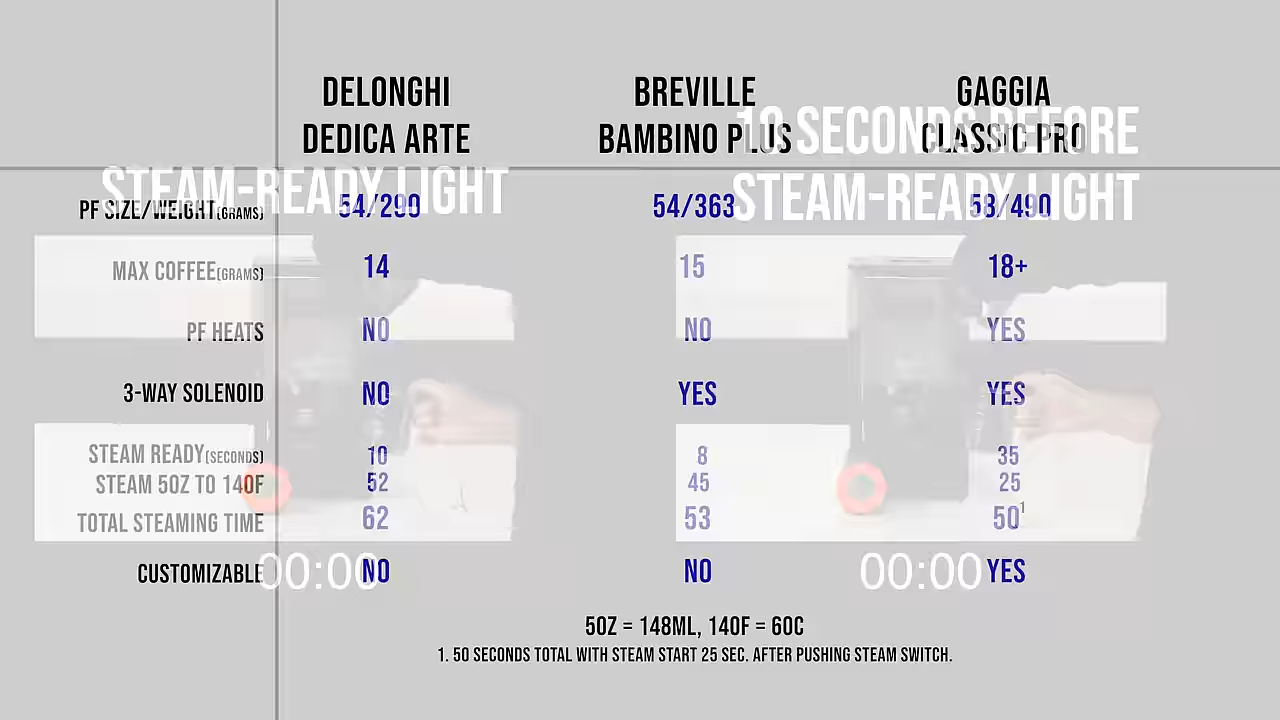 DELONGHI DEDICA ARTE
BREVILLE BAMBINO PLUS
GAGGIA CLASSIC PRO
10 SECONDS BEFORE
STEAM-READY LIGHT
STEAM-READY LIGHT
PF SIZE/WEIGHT(GRAMS) 54/290 54/363 58/490
MAX COFFEE(GRAMS) 14 15 18+
PF HEATS NO NO YES
3-WAY SOLENOID NO YES YES
STEAM READY(SECONDS) 10 8 35
STEAM 5OZ TO 140F 52 45 25
TOTAL STEAMING TIME 62 53 50¹
CUSTOMIZABLE NO NO YES
00:00 00:00
5OZ = 148ML, 140F = 60C
1. 50 SECONDS TOTAL WITH STEAM START 25 SEC. AFTER PUSHING STEAM SWITCH.